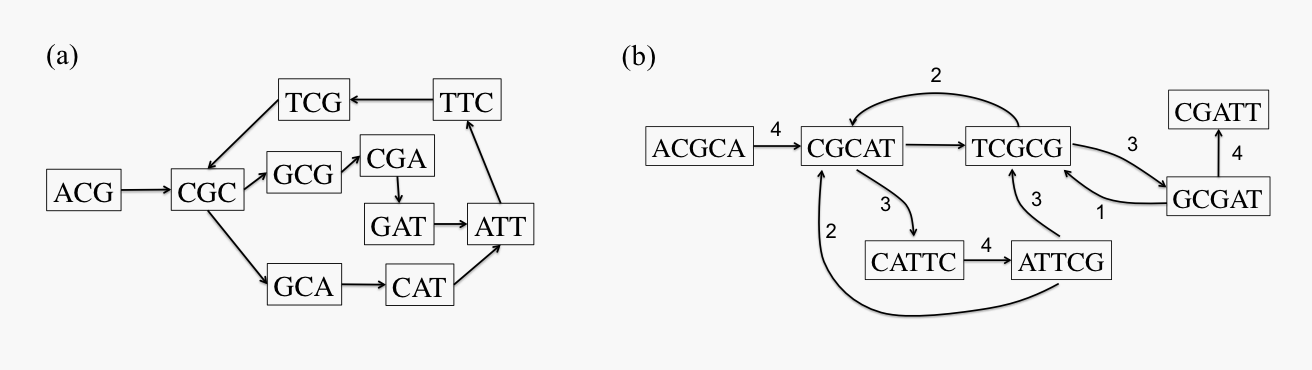 (a)
TCG
TTC
GCG
CGA
ACG
CGC
GAT
ATT
GCA
CAT
(b)
2
CGATT
ACGCA
4
CGCAT
TCGCG
3
4
GCGAT
1
3
3
2
CATTC
4
ATTCG